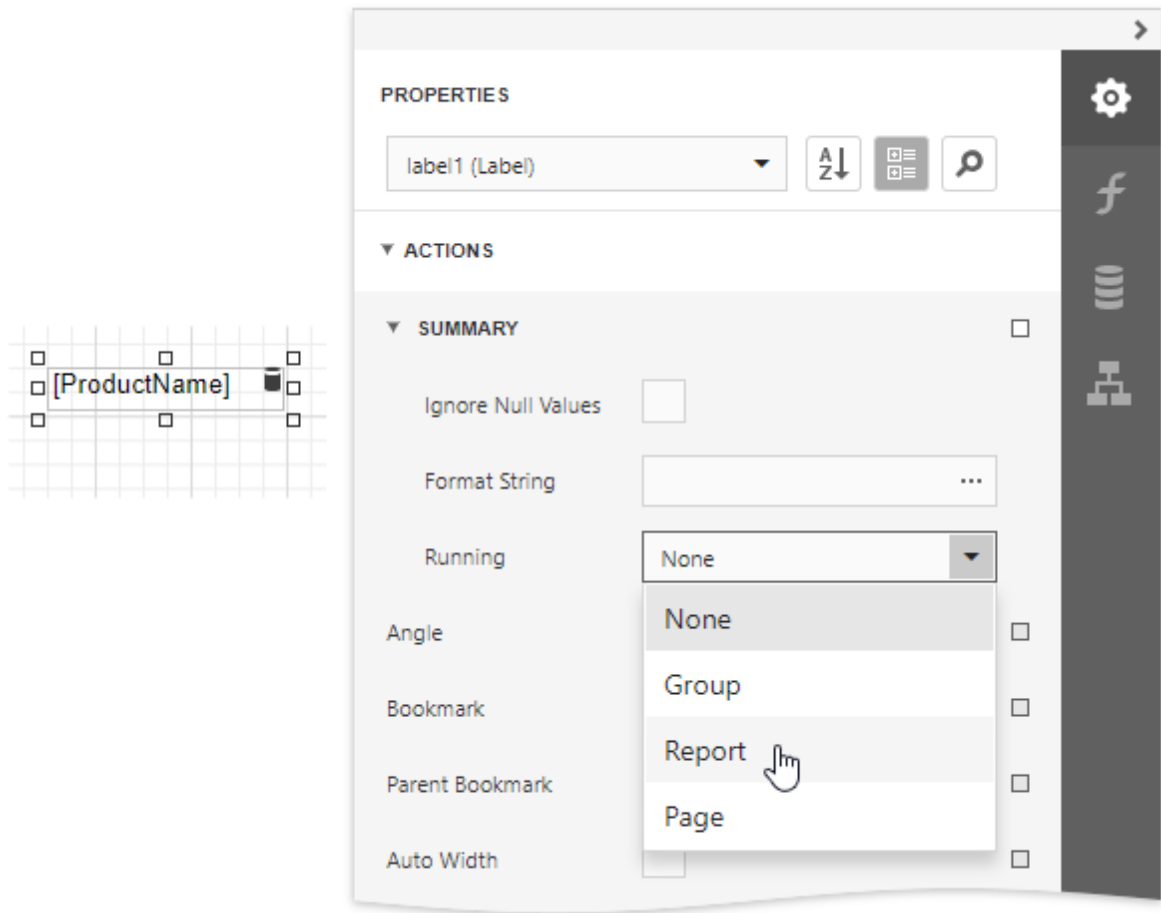 PROPERTIES
label1 (Label)
A
Z
ACTIONS
SUMMARY
[ProductName]
Ignore Null Values
Format String
...
Running
None
None
Angle
Group
Bookmark
Report
Parent Bookmark
Page
Auto Width